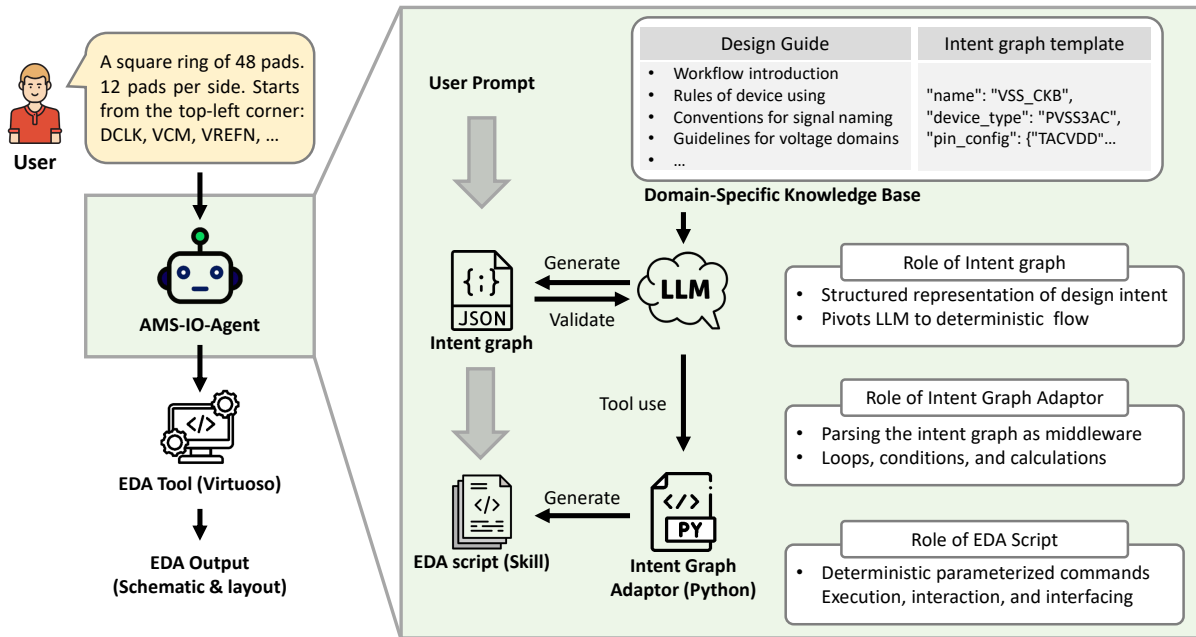 A square ring of 48 pads.
12 pads per side. Starts
from the top-left corner:
DCLK, VCM, VREFN, ...
User
AMS-IO-Agent
EDA Tool (Virtuoso)
EDA Output
(Schematic & layout)
User Prompt
Design Guide
• Workflow introduction
• Rules of device using
• Conventions for signal naming
• Guidelines for voltage domains
• ...
Intent graph template
"name": "VSS_CKB",
"device_type": "PVSS3AC",
"pin_config": {"TACVDD"...
Domain-Specific Knowledge Base
Generate
Validate
{;}
JSON
LLM
Intent graph
Tool use
Generate
</>
EDA script (Skill)
</>
PY
Intent Graph
Adaptor (Python)
</>
Role of Intent graph
• Structured representation of design intent
• Pivots LLM to deterministic flow
Role of Intent Graph Adaptor
• Parsing the intent graph as middleware
• Loops, conditions, and calculations
Role of EDA Script
• Deterministic parameterized commands
Execution, interaction, and interfacing